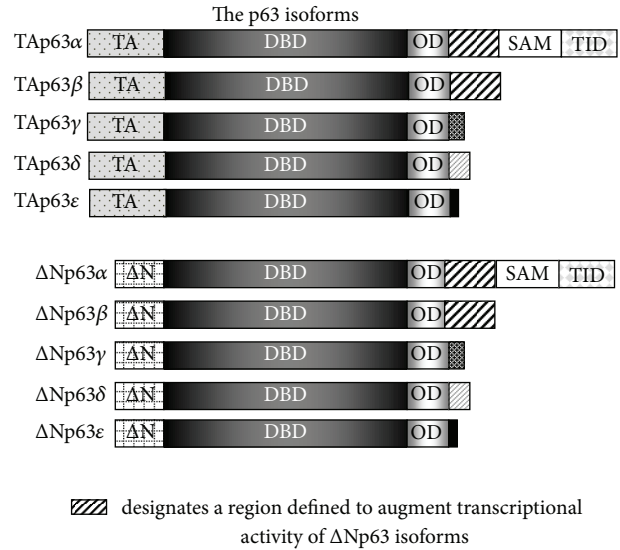 The p63 isoforms
TAp63α TA DBD OD SAM TID
TAp63β TA DBD OD
TAp63γ TA DBD OD
TAp63δ TA DBD OD
TAp63ε TA DBD OD
ΔNp63α ΔN DBD OD SAM TID
ΔNp63β ΔN DBD OD
ΔNp63γ ΔN DBD OD
ΔNp63δ ΔN DBD OD
ΔNp63ε ΔN DBD OD
designates a region defined to augment transcriptional
activity of ΔNp63 isoforms